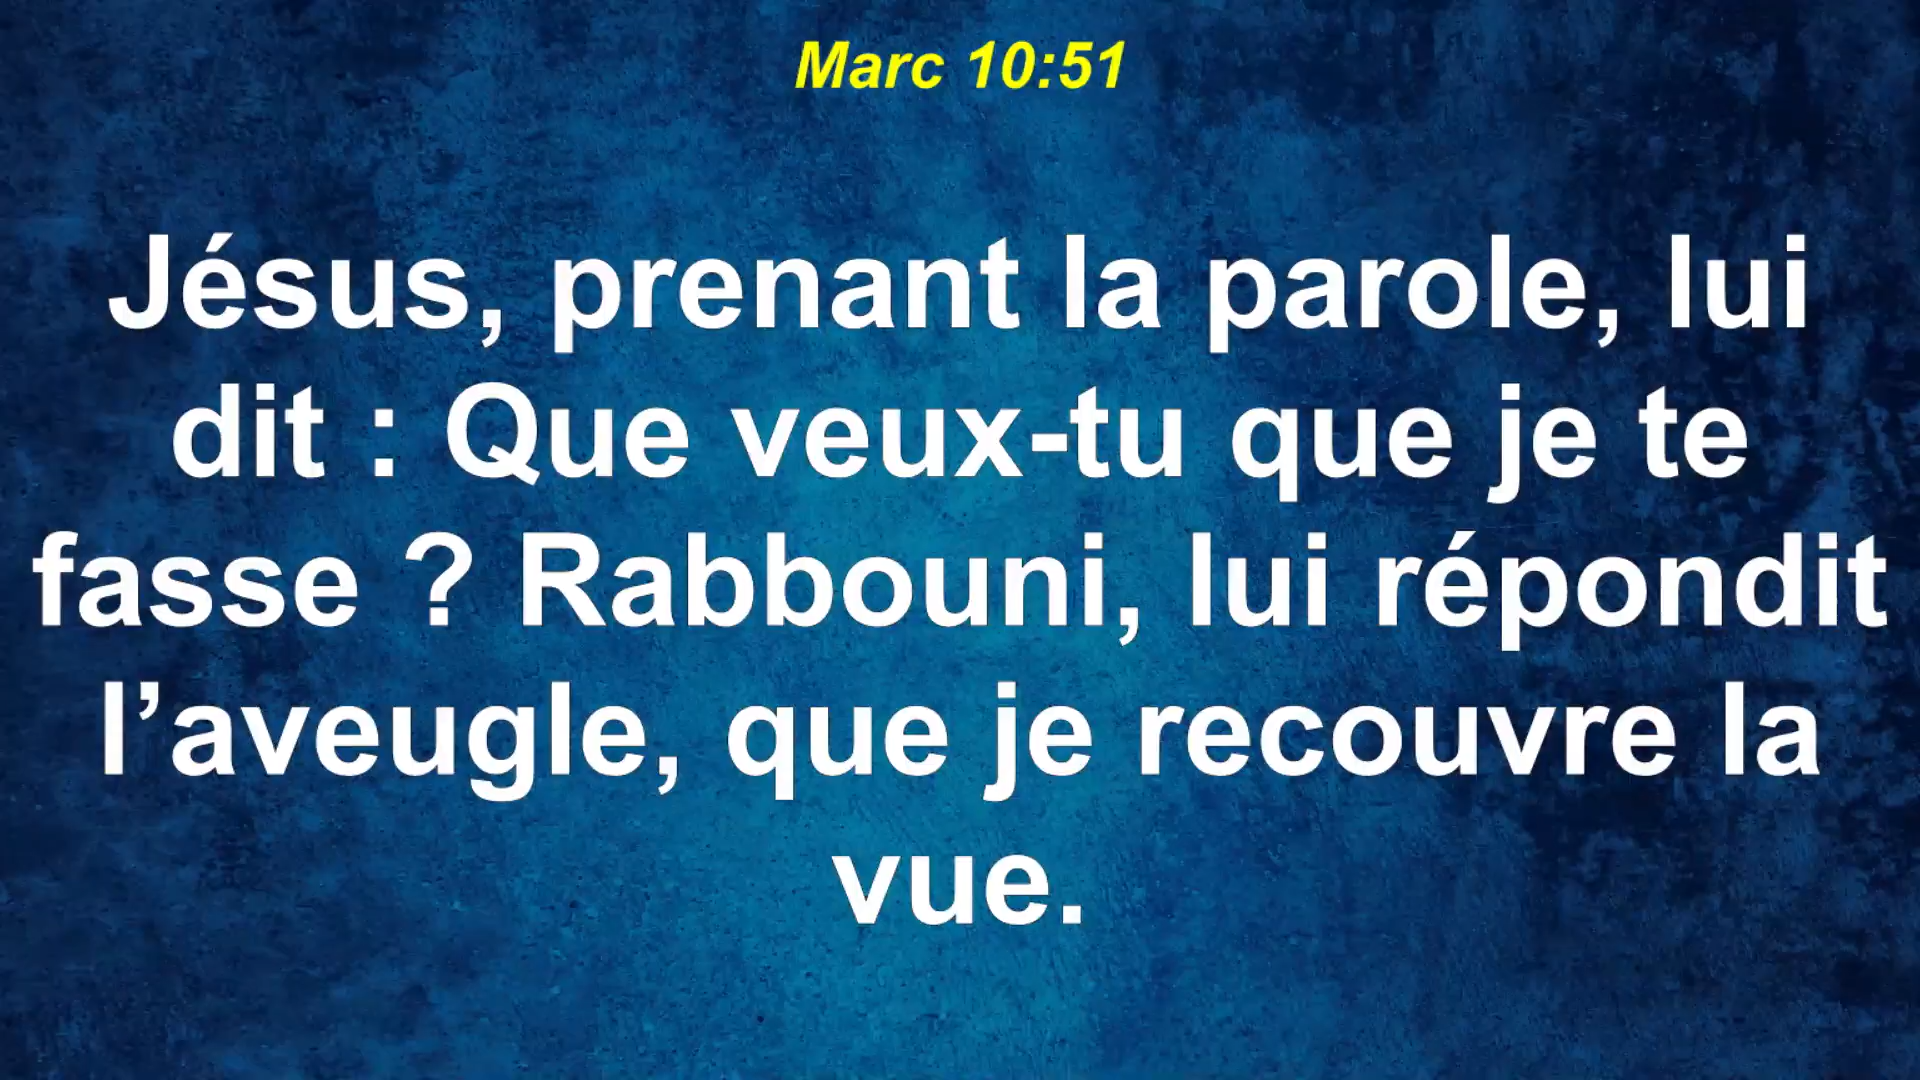 Marc 10:51
Jésus, prenant la parole, lui
dit : Que veux-tu que je te
fasse ? Rabbouni, lui répondit
l’aveugle, que je recouvre la
vue.